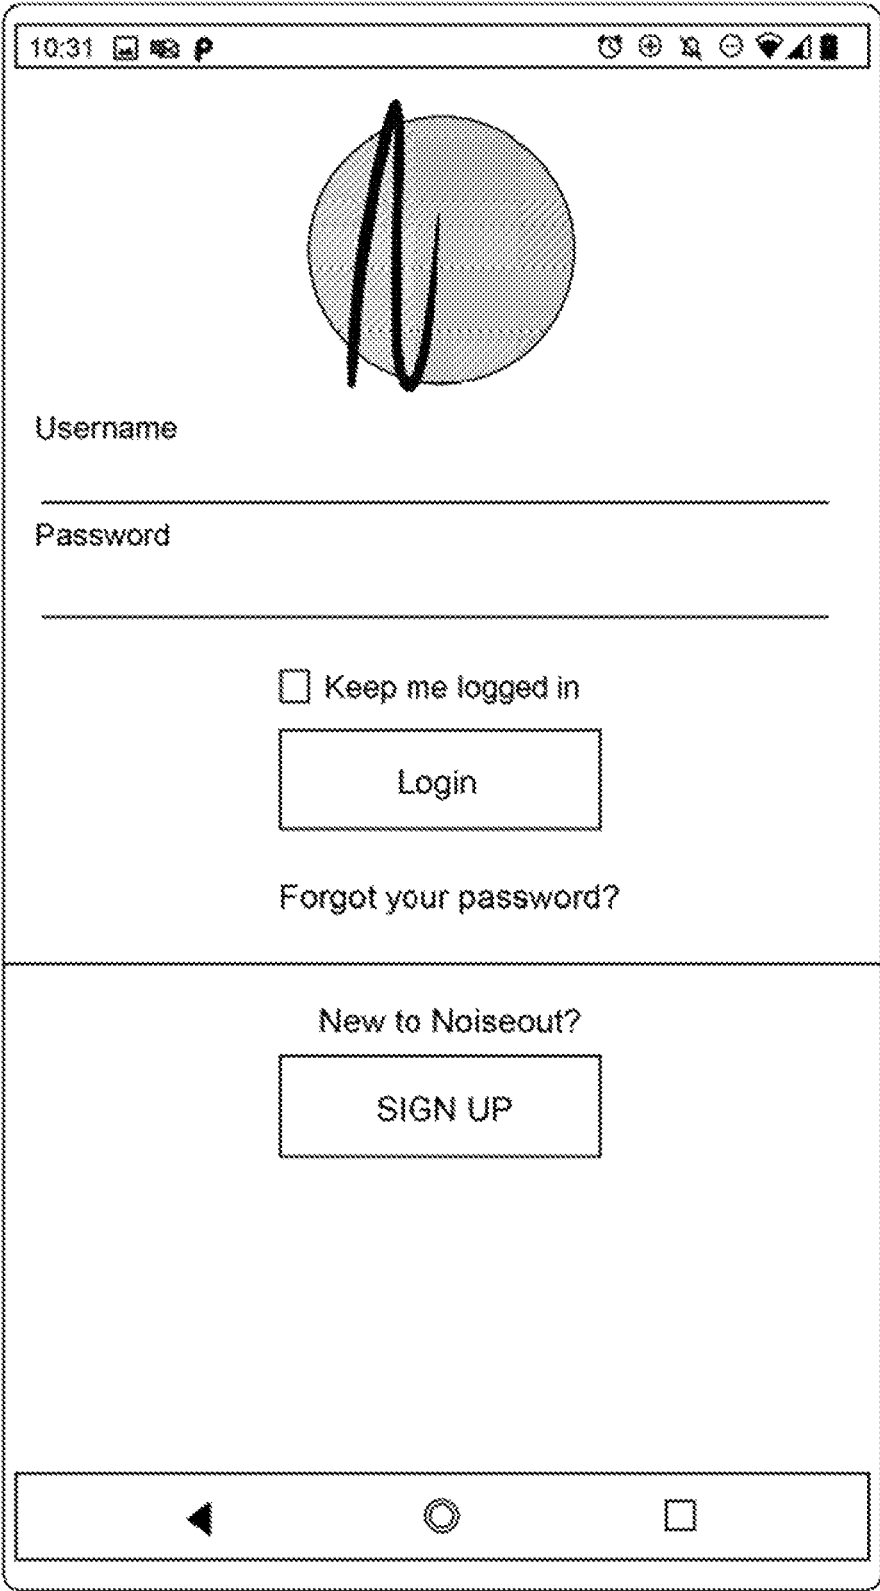 10:31
Username
Password
Keep me logged in
Login
Forgot your password?
New to Noiseout?
SIGN UP